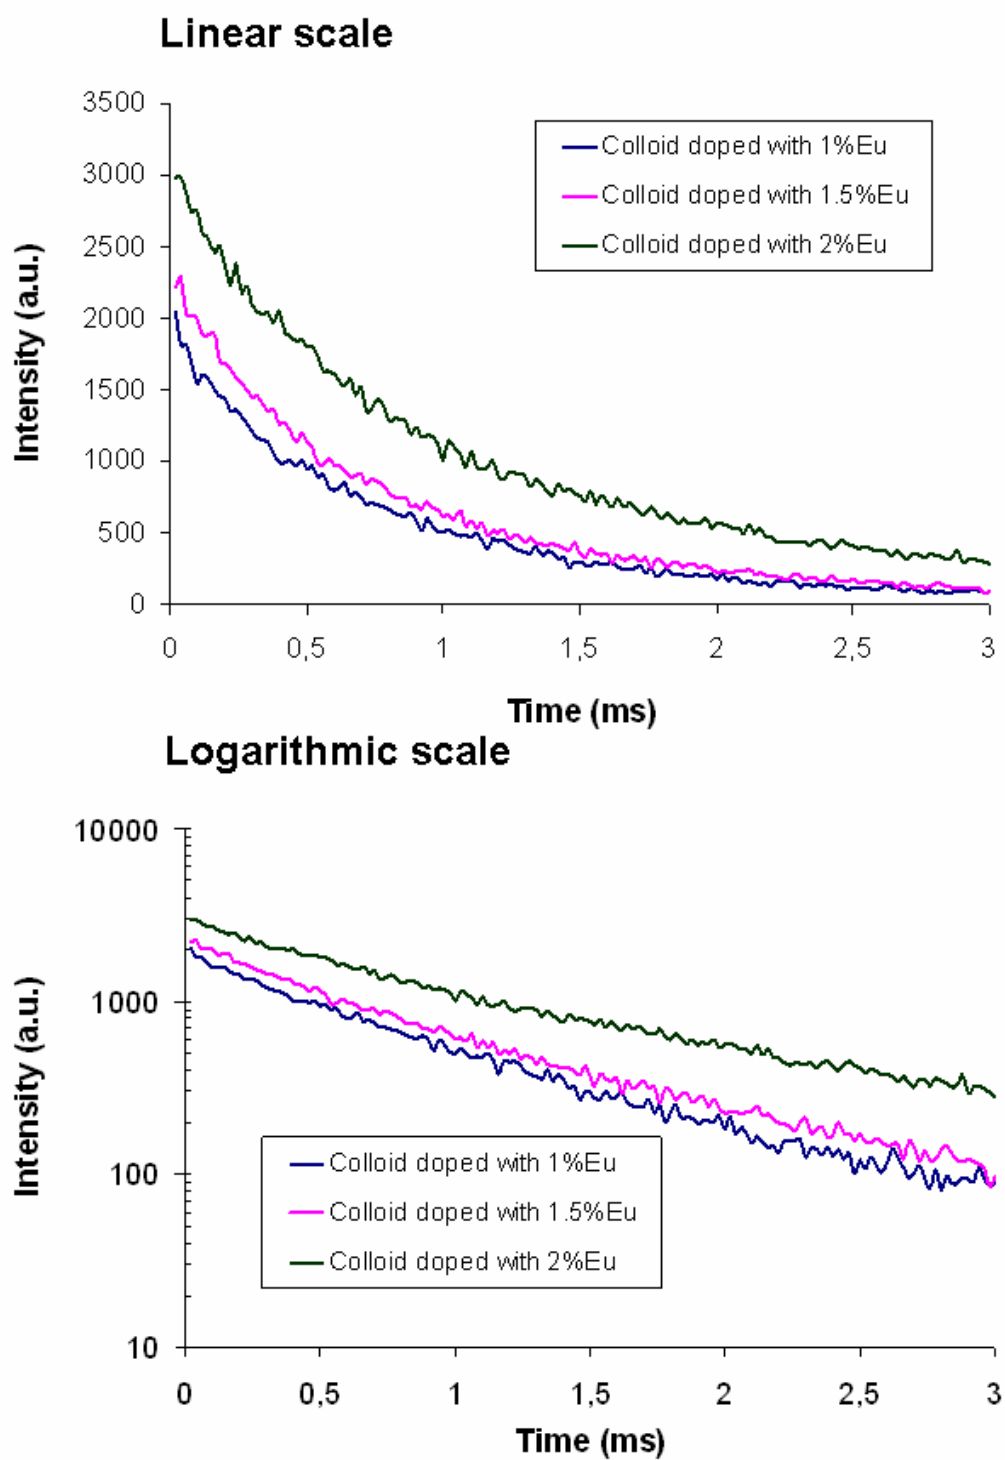 Linear scale
3500
3000
2500
2000
1500
1000
500
0
Intensity (a.u.)
Colloid doped with 1%Eu
Colloid doped with 1.5%Eu
Colloid doped with 2%Eu
0 0,5 1 1,5 2 2,5 3
Time (ms)
Logarithmic scale
10000
1000
100
10
Intensity (a.u.)
Colloid doped with 1%Eu
Colloid doped with 1.5%Eu
Colloid doped with 2%Eu
0 0,5 1 1,5 2 2,5 3
Time (ms)